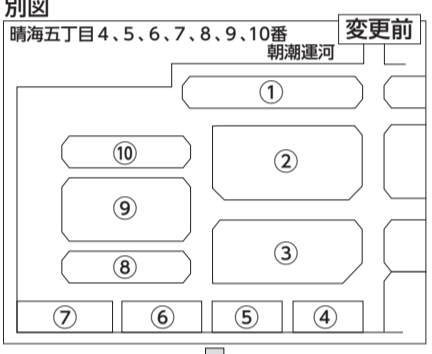 別図
変更前
晴海五丁目4、5、6、7、8、9、10番
朝潮運河
①
⑩
②
⑨
③
⑧
⑦ ⑥ ⑤ ④